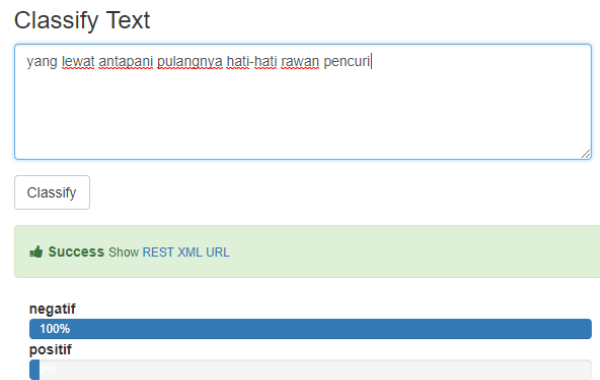 Classify Text
yang lewat antapani pulangnya hati-hati rawan pencuri
Classify
Success Show REST XML URL
negatif
100%
positif